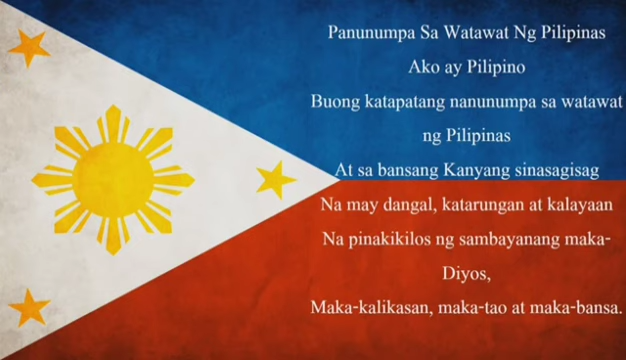 Panunumpa Sa Watawat Ng Pilipinas
Ako ay Pilipino
Buong katapatang nanunumpa sa watawat
ng Pilipinas
At sa bansang Kanyang sinasagisag
Na may dangal, katarungan at kalayaan
Na pinakikilos ng sambayanang maka-
Diyos,
Maka-kalikasan, maka-tao at maka-bansa.